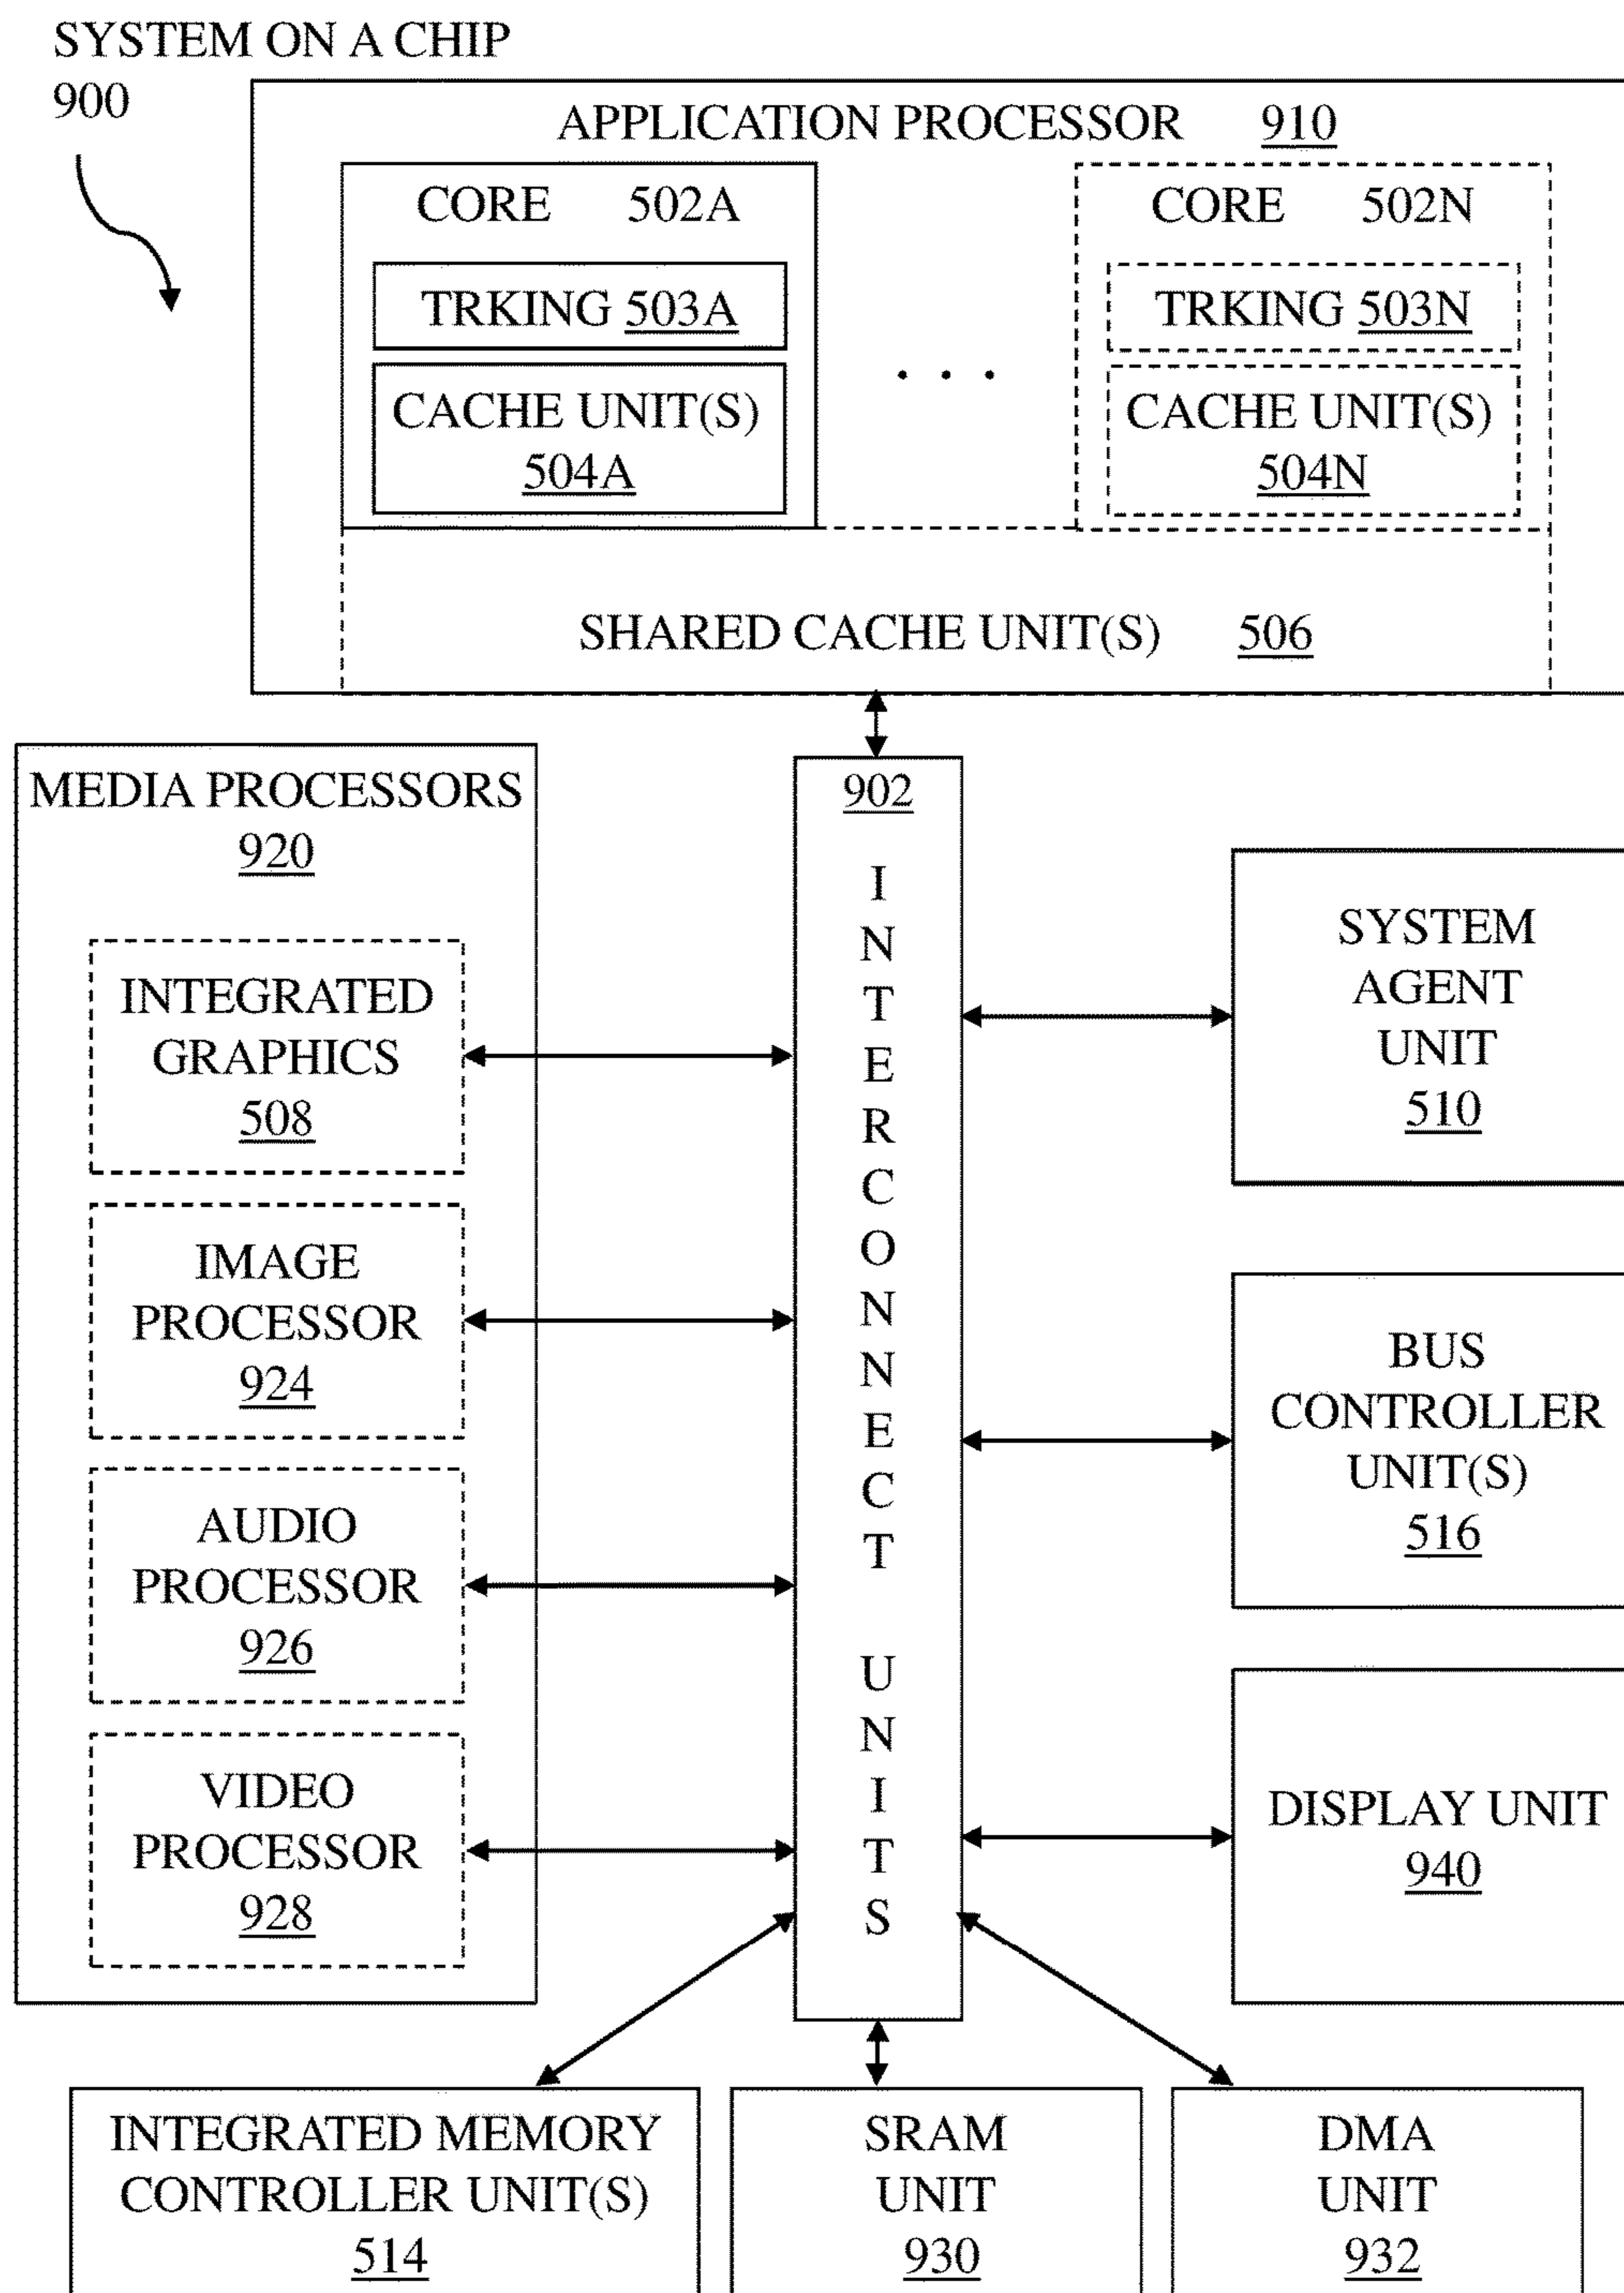 SYSTEM ON A CHIP
900
APPLICATION PROCESSOR 910
CORE 502A
TRKING 503A
CACHE UNIT(S)
504A
. . .
CORE 502N
TRKING 503N
CACHE UNIT(S)
504N
SHARED CACHE UNIT(S) 506
MEDIA PROCESSORS
920
INTEGRATED
GRAPHICS
508
IMAGE
PROCESSOR
924
AUDIO
PROCESSOR
926
VIDEO
PROCESSOR
928
902
INTERCONNECT UNITS
SYSTEM
AGENT
UNIT
510
BUS
CONTROLLER
UNIT(S)
516
DISPLAY UNIT
940
INTEGRATED MEMORY
CONTROLLER UNIT(S)
514
SRAM
UNIT
930
DMA
UNIT
932